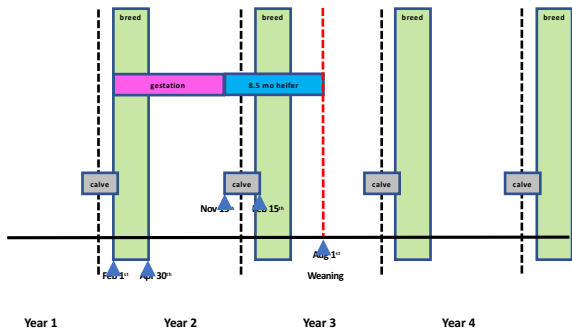 breed
breed
breed
breed
gestation
8.5 mo heifer
calve
calve
calve
calve
Nov 15th
Feb 15th
Feb 1st
Apr 30th
Aug 1st
Weaning
Year 1
Year 2
Year 3
Year 4